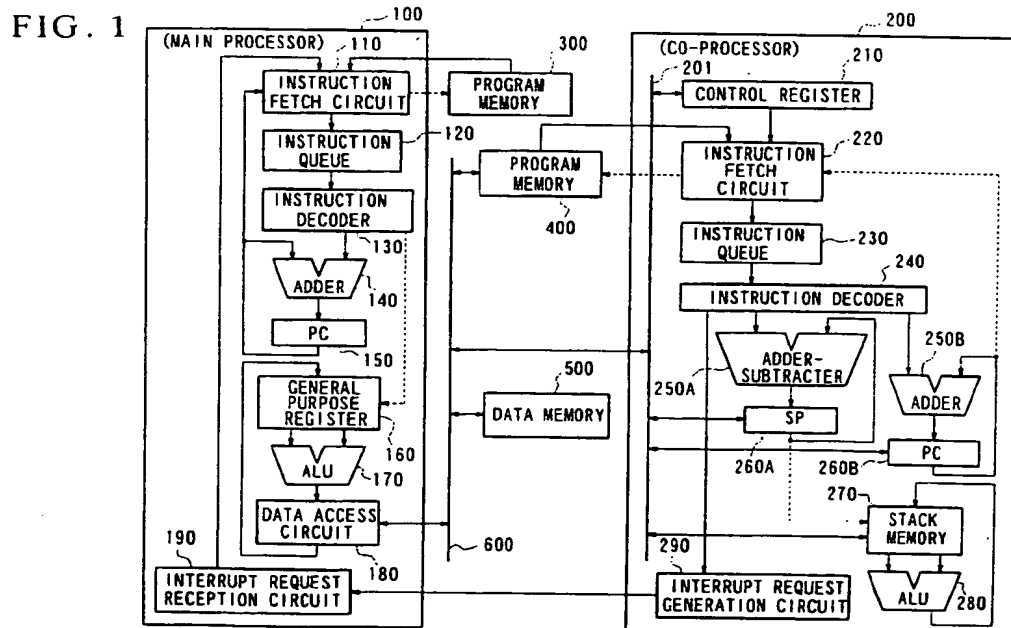 FIG. 1
100
(MAIN PROCESSOR)
110
INSTRUCTION
FETCH CIRCUIT
120
INSTRUCTION
QUEUE
INSTRUCTION
DECODER
130
ADDER
140
PC
150
GENERAL
PURPOSE
REGISTER
160
ALU
170
DATA ACCESS
CIRCUIT
180
190
INTERRUPT REQUEST
RECEPTION CIRCUIT
300
PROGRAM
MEMORY
PROGRAM
MEMORY
400
500
DATA MEMORY
600
200
(CO-PROCESSOR)
201
210
CONTROL REGISTER
220
INSTRUCTION
FETCH
CIRCUIT
230
INSTRUCTION
QUEUE
240
INSTRUCTION DECODER
250A
ADDER-
SUBTRACTER
250B
ADDER
SP
260A
PC
260B
270
STACK
MEMORY
ALU
280
290
INTERRUPT REQUEST
GENERATION CIRCUIT